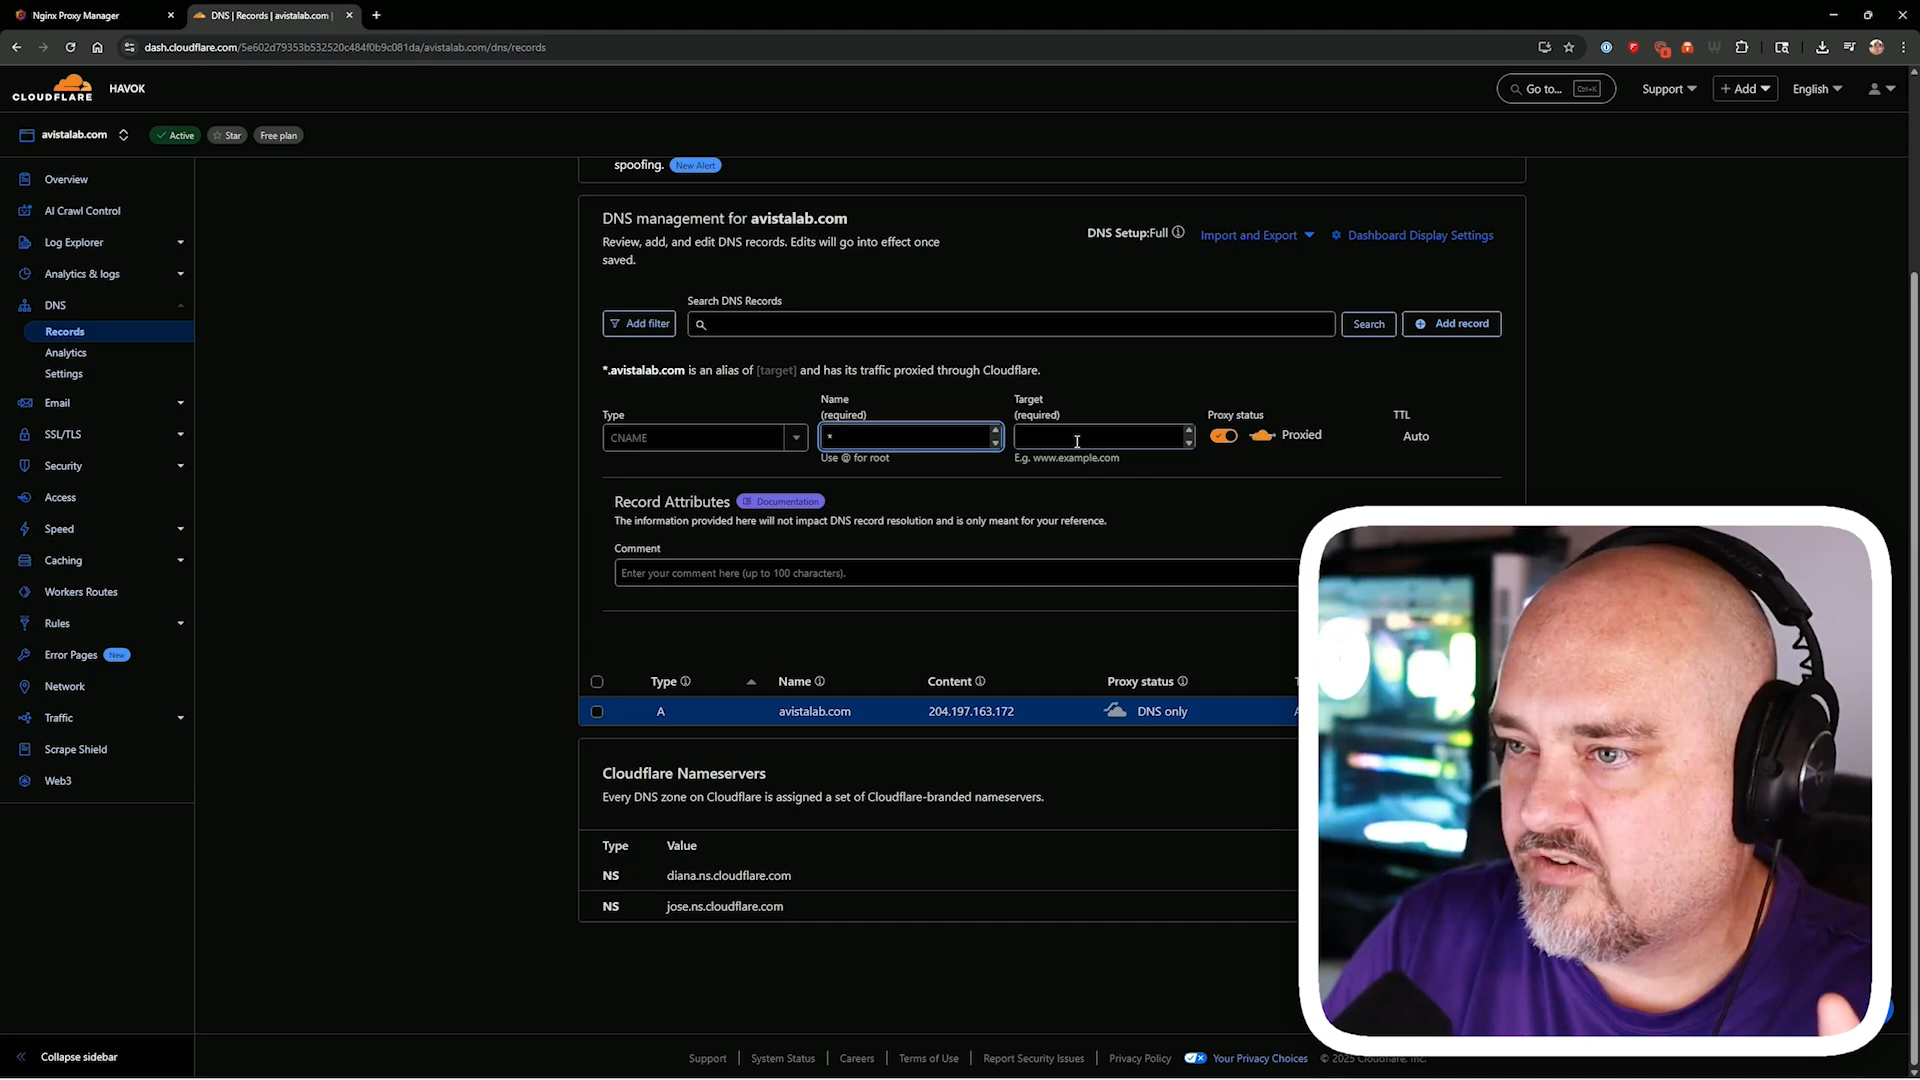 Nginx Proxy Manager
DNS | Records | avistalab.com |
dash.cloudflare.com/5e602d79353b532520c484f0b9c081da/avistalab.com/dns/records
CLOUDFLARE
HAVOK
Go to...
Ctrl+K
Support
Add
English
avistalab.com
Active
Star
Free plan
Overview
AI Crawl Control
Log Explorer
Analytics & logs
DNS
Records
Analytics
Settings
Email
SSL/TLS
Security
Access
Speed
Caching
Workers Routes
Rules
Error Pages New
Network
Traffic
Scrape Shield
Web3
Collapse sidebar
spoofing. New Alert
DNS management for avistalab.com
Review, add, and edit DNS records. Edits will go into effect once
saved.
DNS Setup:Full
Import and Export
Dashboard Display Settings
Search DNS Records
Add filter
Search
Add record
*.avistalab.com is an alias of [target] and has its traffic proxied through Cloudflare.
Type
Name
(required)
Target
(required)
Proxy status
TTL
CNAME
*
Proxied
Auto
Use @ for root
E.g. www.example.com
Record Attributes Documentation
The information provided here will not impact DNS record resolution and is only meant for your reference.
Comment
Enter your comment here (up to 100 characters).
Type Name Content Proxy status
A avistalab.com 204.197.163.172 DNS only
Cloudflare Nameservers
Every DNS zone on Cloudflare is assigned a set of Cloudflare-branded nameservers.
Type Value
NS diana.ns.cloudflare.com
NS jose.ns.cloudflare.com
Support | System Status | Careers | Terms of Use | Report Security Issues | Privacy Policy | Your Privacy Choices © 2025 Cloudflare, Inc.